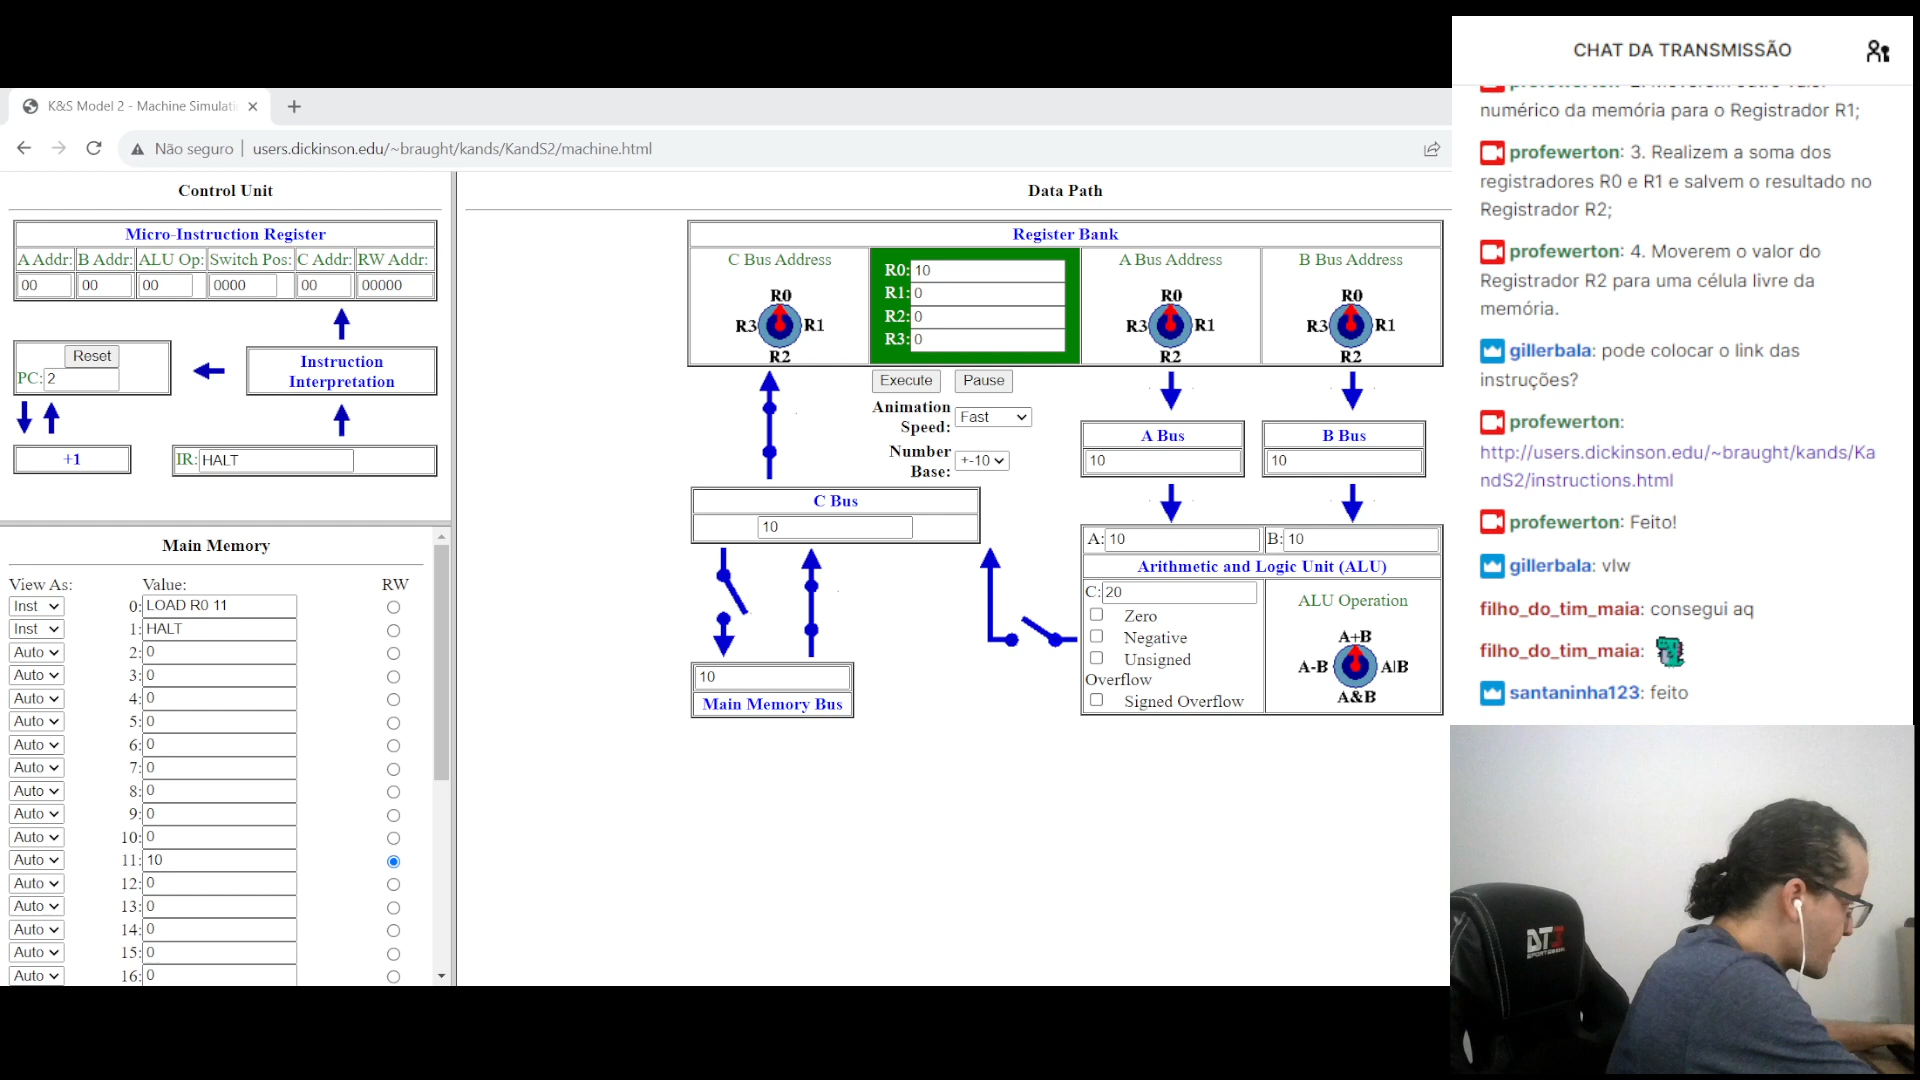 K&S Model 2 - Machine Simulati
Não seguro
users.dickinson.edu/~braught/kands/KandS2/machine.html
Control Unit
Micro-Instruction Register
A Addr: B Addr: ALU Op: Switch Pos: C Addr: RW Addr:
00 00 00 0000 00 00000
Reset
PC: 2
Instruction
Interpretation
+1
IR: HALT
Main Memory
View As: Value: RW
Inst 0: LOAD R0 11
Inst 1: HALT
Auto 2: 0
Auto 3: 0
Auto 4: 0
Auto 5: 0
Auto 6: 0
Auto 7: 0
Auto 8: 0
Auto 9: 0
Auto 10: 0
Auto 11: 10
Auto 12: 0
Auto 13: 0
Auto 14: 0
Auto 15: 0
Auto 16: 0
Data Path
Register Bank
C Bus Address
R0
R3 R1
R2
R0: 10
R1: 0
R2: 0
R3: 0
A Bus Address
R0
R3 R1
R2
B Bus Address
R0
R3 R1
R2
Execute Pause
Animation
Speed: Fast
Number
Base: +-10
A Bus
10
B Bus
10
C Bus
10
10
Main Memory Bus
A: 10 B: 10
Arithmetic and Logic Unit (ALU)
C: 20
Zero
Negative
Unsigned
Overflow
Signed Overflow
ALU Operation
A+B
A-B A|B
A&B
CHAT DA TRANSMISSÃO
numérico da memória para o Registrador R1;
profewerton: 3. Realizem a soma dos
registradores R0 e R1 e salvem o resultado no
Registrador R2;
profewerton: 4. Moverem o valor do
Registrador R2 para uma célula livre da
memória.
gillerbala: pode colocar o link das
instruções?
profewerton:
http://users.dickinson.edu/~braught/kands/Ka
ndS2/instructions.html
profewerton: Feito!
gillerbala: vlw
filho_do_tim_maia: consegui aq
filho_do_tim_maia:
santaninha123: feito
DT3